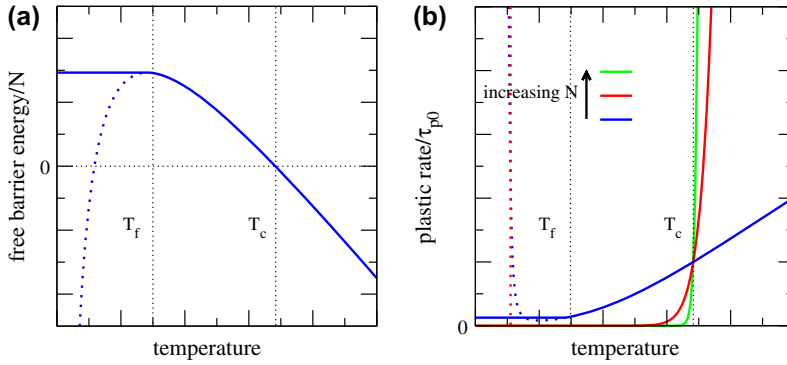 (a)
free barrier energy/N
0
T_f
T_c
temperature
(b)
plastic rate/τ_p0
increasing N
T_f
T_c
0
temperature